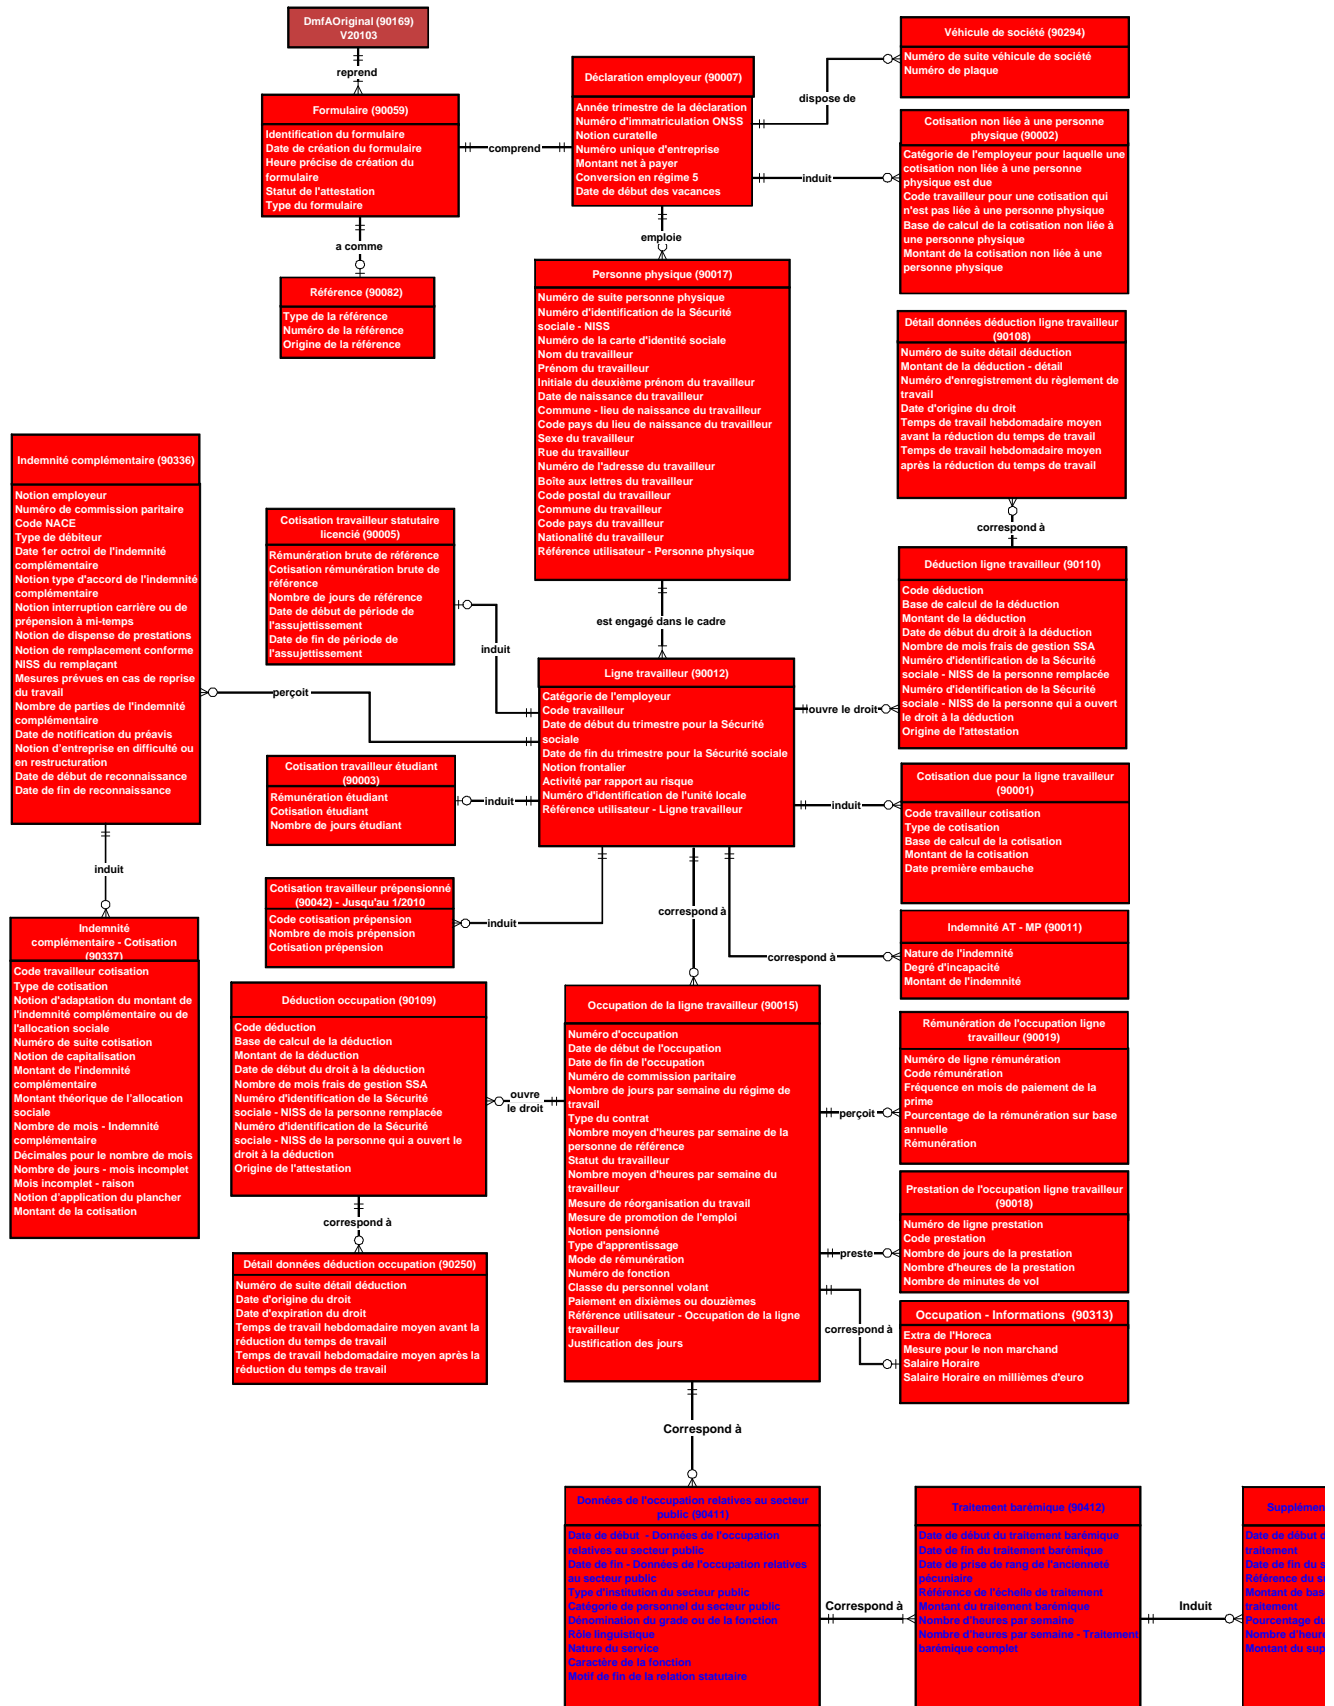 DmfAOriginal (90169)
V20103
reprend
Formulaire (90059)
Identification du formulaire
Date de création du formulaire
Heure précise de création du
formulaire
Statut de l'attestation
Type du formulaire
comprend
a comme
Référence (90082)
Type de la référence
Numéro de la référence
Origine de la référence
Déclaration employeur (90007)
Année trimestre de la déclaration
Numéro d'immatriculation ONSS
Notion curatelle
Numéro unique d'entreprise
Montant net à payer
Conversion en régime 5
Date de début des vacances
dispose de
induit
emploie
Véhicule de société (90294)
Numéro de suite véhicule de société
Numéro de plaque
Cotisation non liée à une personne
physique (90002)
Catégorie de l'employeur pour laquelle une
cotisation non liée à une personne
physique est due
Code travailleur pour une cotisation qui
n'est pas liée à une personne physique
Base de calcul de la cotisation non liée à
une personne physique
Montant de la cotisation non liée à une
personne physique
Personne physique (90017)
Numéro de suite personne physique
Numéro d'identification de la Sécurité
sociale - NISS
Numéro de la carte d'identité sociale
Nom du travailleur
Prénom du travailleur
Initiale du deuxième prénom du travailleur
Date de naissance du travailleur
Commune - lieu de naissance du travailleur
Code pays du lieu de naissance du travailleur
Sexe du travailleur
Rue du travailleur
Numéro de l'adresse du travailleur
Boîte aux lettres du travailleur
Code postal du travailleur
Commune du travailleur
Code pays du travailleur
Nationalité du travailleur
Référence utilisateur - Personne physique
est engagé dans le cadre
Détail données déduction ligne travailleur
(90108)
Numéro de suite détail déduction
Montant de la déduction - détail
Numéro d'enregistrement du règlement de
travail
Date d'origine du droit
Temps de travail hebdomadaire moyen
avant la réduction du temps de travail
Temps de travail hebdomadaire moyen
après la réduction du temps de travail
correspond à
Déduction ligne travailleur (90110)
Code déduction
Base de calcul de la déduction
Montant de la déduction
Date de début du droit à la déduction
Nombre de mois frais de gestion SSA
Numéro d'identification de la Sécurité
sociale - NISS de la personne remplacée
Numéro d'identification de la Sécurité
sociale - NISS de la personne qui a ouvert
le droit à la déduction
Origine de l'attestation
Indemnité complémentaire (90336)
Notion employeur
Numéro de commission paritaire
Code NACE
Type de débiteur
Date 1er octroi de l'indemnité
complémentaire
Notion type d'accord de l'indemnité
complémentaire
Notion interruption carrière ou de
prépension à mi-temps
Notion de dispense de prestations
Notion de remplacement conforme
NISS du remplaçant
Mesures prévues en cas de reprise
du travail
Nombre de parties de l'indemnité
complémentaire
Date de notification du préavis
Notion d'entreprise en difficulté ou
en restructuration
Date de début de reconnaissance
Date de fin de reconnaissance
induit
Indemnité
complémentaire - Cotisation
(90337)
Code travailleur cotisation
Type de cotisation
Notion d'adaptation du montant de
l'indemnité complémentaire ou de
l'allocation sociale
Numéro de suite cotisation
Notion de capitalisation
Montant de l'indemnité
complémentaire
Montant théorique de l'allocation
sociale
Nombre de mois - Indemnité
complémentaire
Décimales pour le nombre de mois
Nombre de jours - mois incomplet
Mois incomplet - raison
Notion d'application du plancher
Montant de la cotisation
Cotisation travailleur statutaire
licencié (90005)
Rémunération brute de référence
Cotisation rémunération brute de
référence
Nombre de jours de référence
Date de début de période de
l'assujettissement
Date de fin de période de
l'assujettissement
induit
perçoit
Cotisation travailleur étudiant
(90003)
Rémunération étudiant
Cotisation étudiant
Nombre de jours étudiant
induit
Cotisation travailleur prépensionné
(90042) - Jusqu'au 1/2010
Code cotisation prépension
Nombre de mois prépension
Cotisation prépension
induit
Ligne travailleur (90012)
Catégorie de l'employeur
Code travailleur
Date de début du trimestre pour la Sécurité
sociale
Date de fin du trimestre pour la Sécurité sociale
Notion frontalier
Activité par rapport au risque
Numéro d'identification de l'unité locale
Référence utilisateur - Ligne travailleur
ouvre le droit
induit
correspond à
correspond à
Cotisation due pour la ligne travailleur
(90001)
Code travailleur cotisation
Type de cotisation
Base de calcul de la cotisation
Montant de la cotisation
Date première embauche
Indemnité AT - MP (90011)
Nature de l'indemnité
Degré d'incapacité
Montant de l'indemnité
Déduction occupation (90109)
Code déduction
Base de calcul de la déduction
Montant de la déduction
Date de début du droit à la déduction
Nombre de mois frais de gestion SSA
Numéro d'identification de la Sécurité
sociale - NISS de la personne remplacée
Numéro d'identification de la Sécurité
sociale - NISS de la personne qui a ouvert le
droit à la déduction
Origine de l'attestation
ouvre
le droit
correspond à
Détail données déduction occupation (90250)
Numéro de suite détail déduction
Date d'origine du droit
Date d'expiration du droit
Temps de travail hebdomadaire moyen avant la
réduction du temps de travail
Temps de travail hebdomadaire moyen après la
réduction du temps de travail
Occupation de la ligne travailleur (90015)
Numéro d'occupation
Date de début de l'occupation
Date de fin de l'occupation
Numéro de commission paritaire
Nombre de jours par semaine du régime de
travail
Type du contrat
Nombre moyen d'heures par semaine de la
personne de référence
Statut du travailleur
Nombre moyen d'heures par semaine du
travailleur
Mesure de réorganisation du travail
Mesure de promotion de l'emploi
Notion pensionné
Type d'apprentissage
Mode de rémunération
Numéro de fonction
Classe du personnel volant
Paiement en dixièmes ou douzièmes
Référence utilisateur - Occupation de la ligne
travailleur
Justification des jours
perçoit
preste
correspond à
Rémunération de l'occupation ligne
travailleur (90019)
Numéro de ligne rémunération
Code rémunération
Fréquence en mois de paiement de la
prime
Pourcentage de la rémunération sur base
annuelle
Rémunération
Prestation de l'occupation ligne travailleur
(90018)
Numéro de ligne prestation
Code prestation
Nombre de jours de la prestation
Nombre d'heures de la prestation
Nombre de minutes de vol
Occupation - Informations (90313)
Extra de l'Horeca
Mesure pour le non marchand
Salaire Horaire
Salaire Horaire en millièmes d'euro
Correspond à
Données de l'occupation relatives au secteur
public (90411)
Date de début - Données de l'occupation
relatives au secteur public
Date de fin - Données de l'occupation relatives
au secteur public
Type d'institution du secteur public
Catégorie de personnel du secteur public
Dénomination du grade ou de la fonction
Rôle linguistique
Nature du service
Caractère de la fonction
Motif de fin de la relation statutaire
Correspond à
Traitement barémique (90412)
Date de début du traitement barémique
Date de fin du traitement barémique
Date de prise de rang de l'ancienneté
pécuniaire
Référence de l'échelle de traitement
Montant du traitement barémique
Nombre d'heures par semaine
Nombre d'heures par semaine - Traitement
barémique complet
Induit
Date de début
traitement
Date de fin du
Référence du
Montant de
traitement
Pourcentage du
Nombre
Montant du